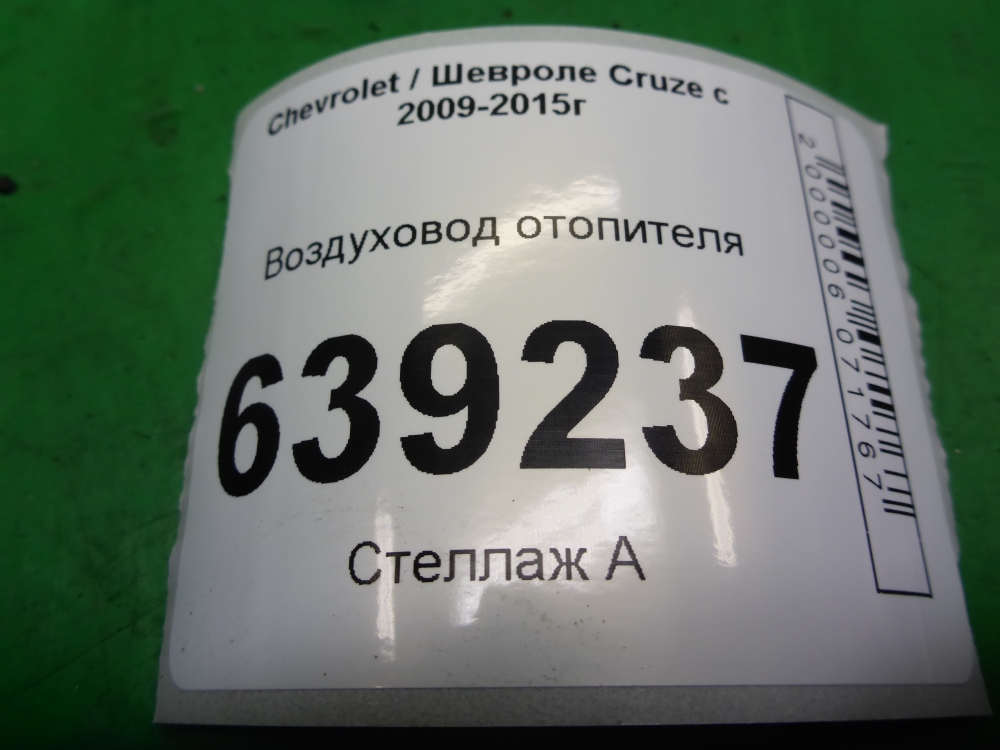 Chevrolet / Шевроле Cruze с
2009-2015г
Воздуховод отопителя
639237
Стеллаж А
2000006071767